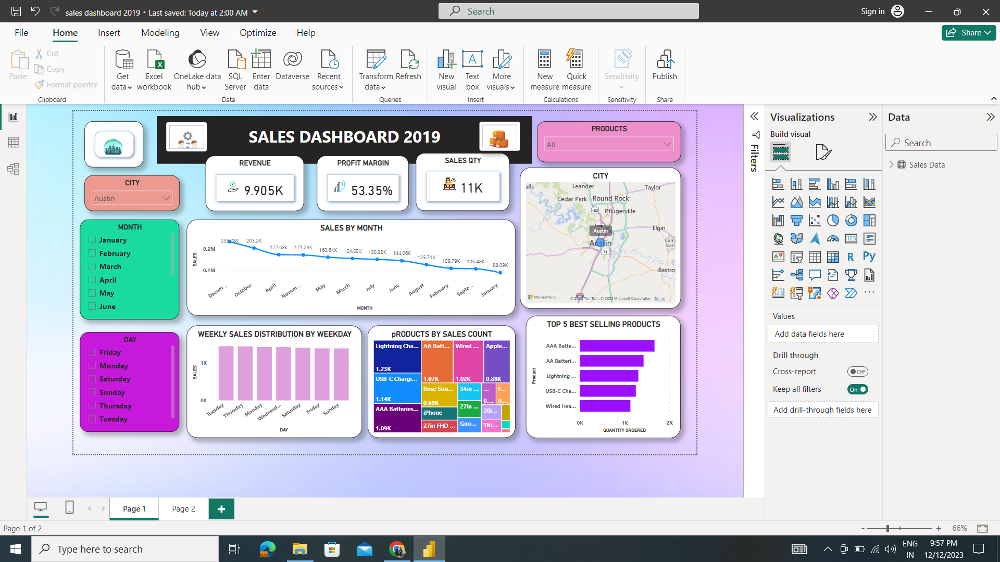 sales dashboard 2019 • Last saved: Today at 2:00 AM
Search
Sign in
File
Home
Insert
Modeling
View
Optimize
Help
Share
Paste
Cut
Copy
Format painter
Clipboard
Get data
Excel workbook
OneLake data hub
SQL Server
Enter data
Dataverse
Recent sources
Data
Transform data
Refresh
Queries
New visual
Text box
More visuals
Insert
New measure
Quick measure
Calculations
Sensitivity
Sensitivity
Publish
Share
SALES DASHBOARD 2019
PRODUCTS
All
CITY
Austin
REVENUE
9.905K
PROFIT MARGIN
53.35%
SALES QTY
11K
MONTH
January
February
March
April
May
June
SALES BY MONTH
SALES
0.2M
0.1M
233.78K
203.2K
172.68K
171.29K
160.64K
154.55K
150.32K
144.06K
125.71K
108.79K
106.48K
88.09K
Decem...
October
April
Novem...
May
March
July
June
August
February
Septe...
January
MONTH
CITY
alls
Leander
Taylor
Cedar Park
Round Rock
183
Pflugerville
Elgin
Loop
Austin
Austin
Camp
Swif
71
Bastro
Microsoft Bing
© 2023 TomTom, © 2023 Microsoft Corporation
Terms
DAY
Friday
Monday
Saturday
Sunday
Thursday
Tuesday
WEEKLY SALES DISTRIBUTION BY WEEKDAY
SALES
1K
0K
Tuesday
Thursday
Monday
Wednes...
Saturday
Friday
Sunday
DAY
pRODUCTS BY SALES COUNT
Lightning Cha...
1.23K
USB-C Chargi...
1.14K
AAA Batteries...
1.09K
AA Batt...
1.07K
Wired ...
1.02K
Apple...
0.88K
Bose Sou...
0.69K
iPhone
27in FHD ...
34in ...
27in ...
Goo...
...
0....
F...
0....
20i...
Thi...
TOP 5 BEST SELLING PRODUCTS
Product
AAA Batte...
AA Batteri...
Lightning ...
USB-C Cha...
Wired Hea...
0K
1K
2K
QUANTITY ORDERED
Filters
Visualizations
Build visual
123
R
Py
123
...
Values
Add data fields here
Drill through
Cross-report
Off
Keep all filters
On
Add drill-through fields here
Data
Search
Sales Data
Page 1
Page 2
+
Page 1 of 2
-
+
66%
Type here to search
ENG
IN
9:57 PM
12/12/2023